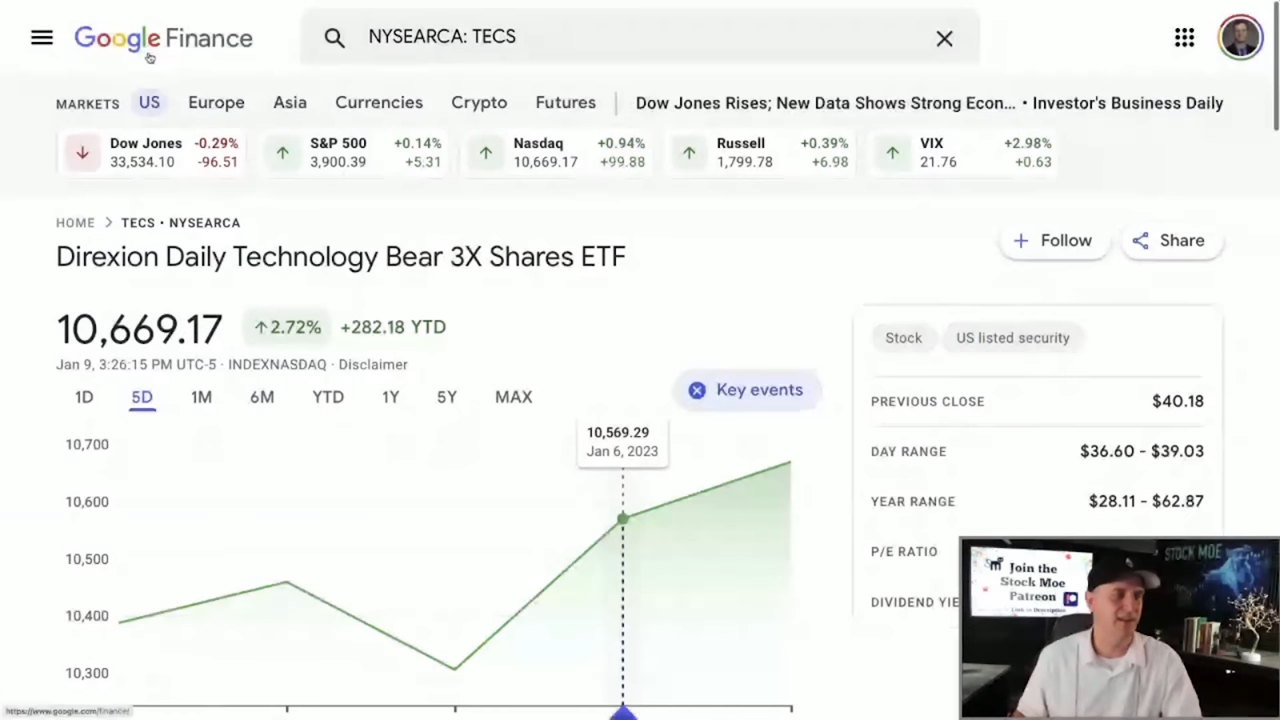 Google Finance
NYSEARCA: TECS
MARKETS US Europe Asia Currencies Crypto Futures Dow Jones Rises; New Data Shows Strong Econ... • Investor's Business Daily
Dow Jones -0.29%
33,534.10 -96.51
S&P 500 +0.14%
3,900.39 +5.31
Nasdaq +0.94%
10,669.17 +99.88
Russell +0.39%
1,799.78 +6.98
VIX +2.98%
21.76 +0.63
HOME > TECS • NYSEARCA
Direxion Daily Technology Bear 3X Shares ETF
+ Follow
Share
10,669.17 ↑2.72% +282.18 YTD
Jan 9, 3:26:15 PM UTC-5 · INDEXNASDAQ · Disclaimer
1D 5D 1M 6M YTD 1Y 5Y MAX
Key events
10,700
10,600
10,500
10,400
10,300
10,569.29
Jan 6, 2023
Stock US listed security
PREVIOUS CLOSE $40.18
DAY RANGE $36.60 - $39.03
YEAR RANGE $28.11 - $62.87
P/E RATIO
DIVIDEND YIE
STOCK MOE
Join the
Stock Moe
Patreon
Link in Description
https://www.google.com/finance/